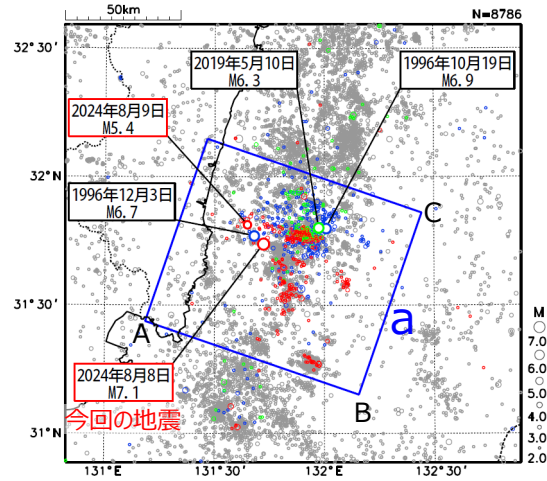 50km
N=8786
32°30′
2019年5月10日
M6.3
1996年10月19日
M6.9
2024年8月9日
M5.4
32°N
1996年12月3日
M6.7
C
31°30′
a
A
M
7.0
6.0
5.0
4.0
3.0
2.0
2024年8月8日
M7.1
B
今回の地震
31°N
131°E
131°30′
132°E
132°30′